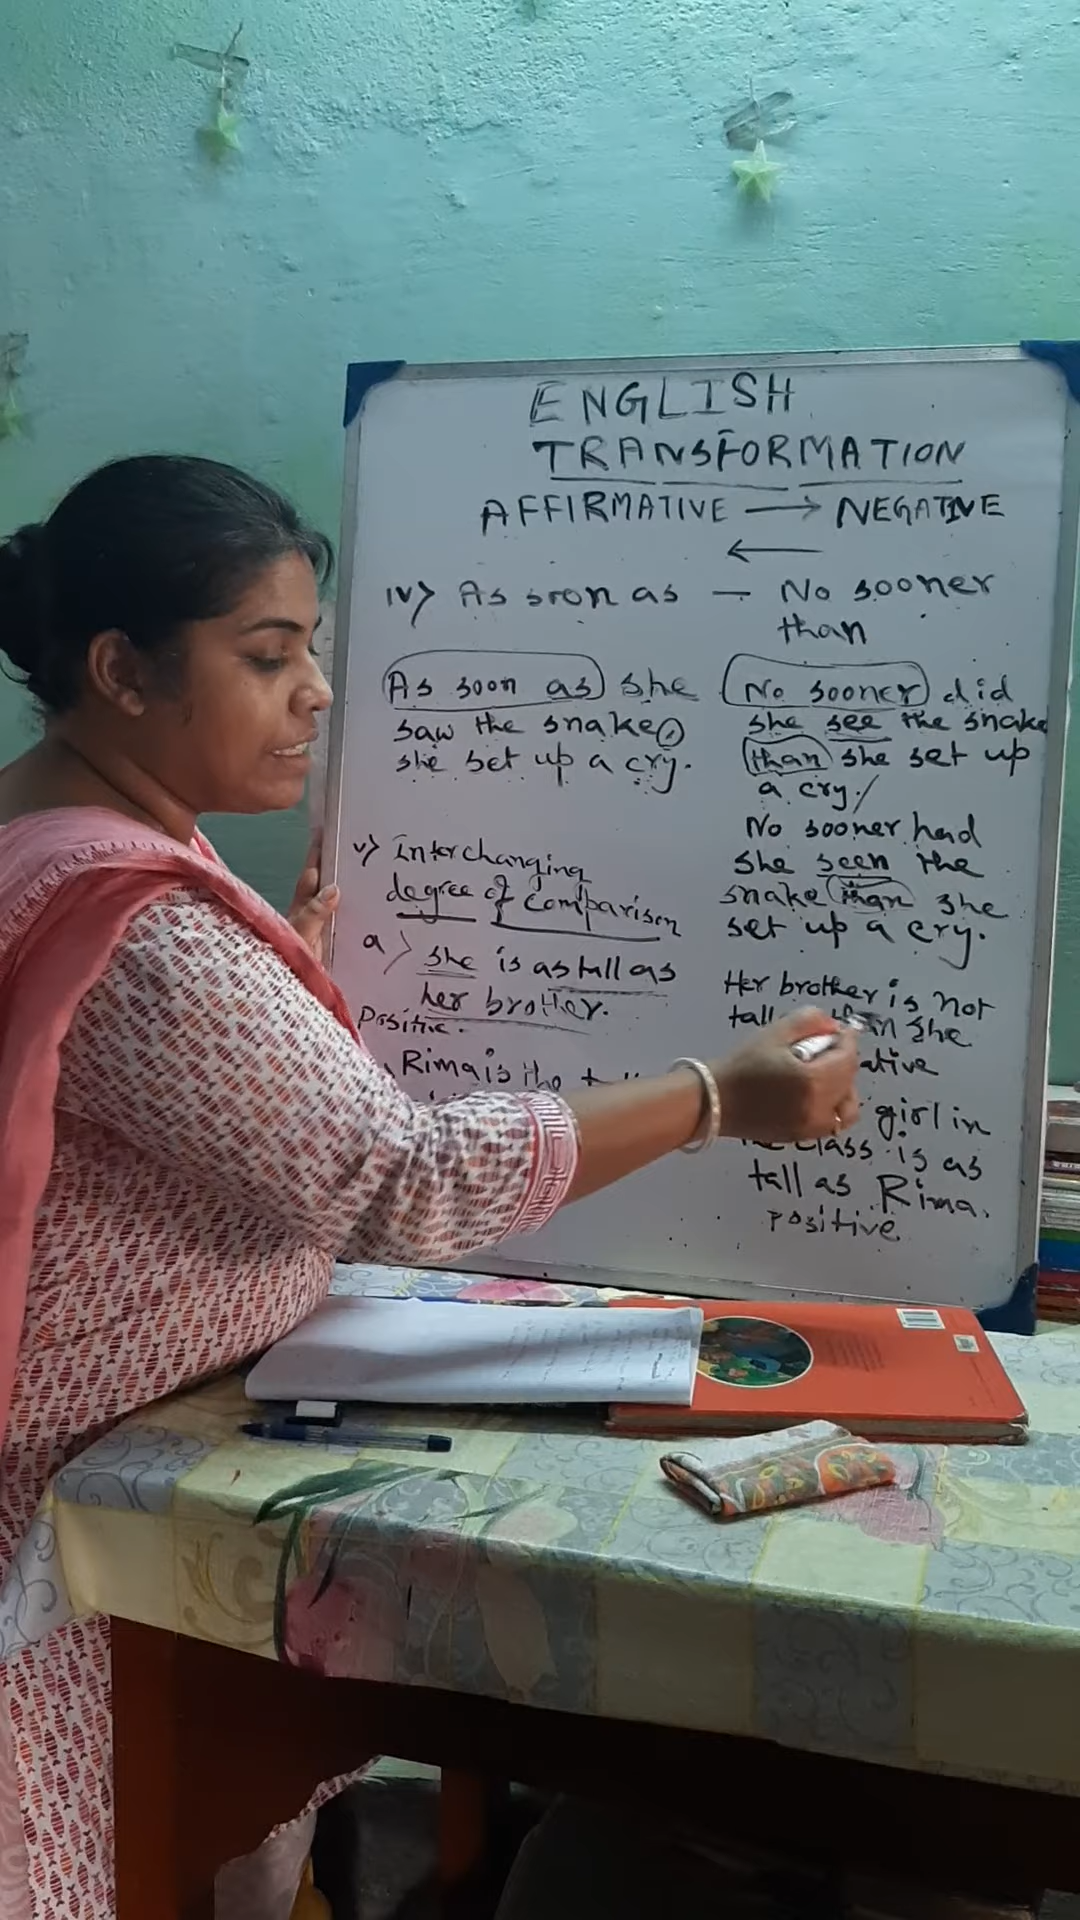 ENGLISH
TRANSFORMATION
AFFIRMATIVE → NEGATIVE
←
iv> As soon as — No sooner
than
As soon as she
saw the snake,
she set up a cry.
No sooner did
she see the snake
than she set up
a cry./
No sooner had
she seen the
snake than she
set up a cry.
v> Interchanging
degree of comparison
a> she is as tall as
her brother.
Positive.
Rima is the
Her brother is not
than she
girl in
class is as
tall as Rima.
positive